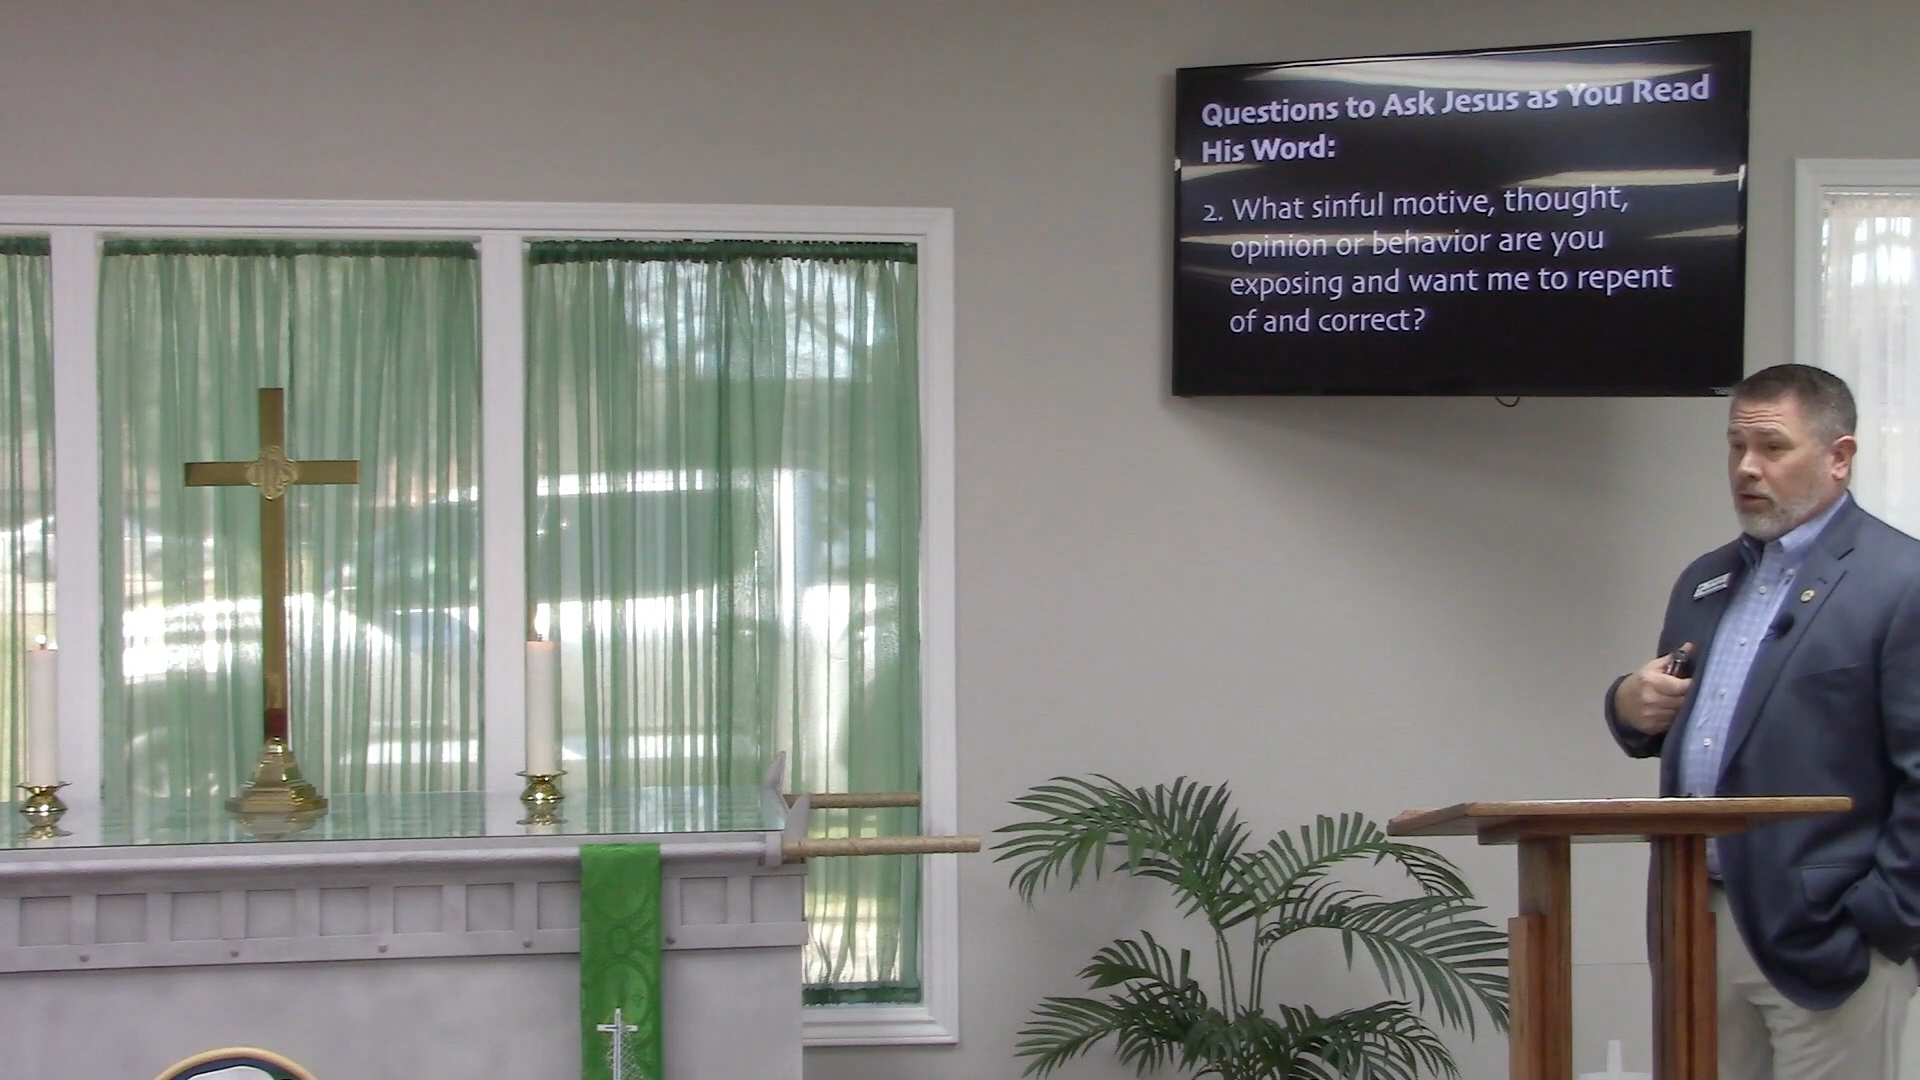 Questions to Ask Jesus as You Read
His Word:
2. What sinful motive, thought,
opinion or behavior are you
exposing and want me to repent
of and correct?